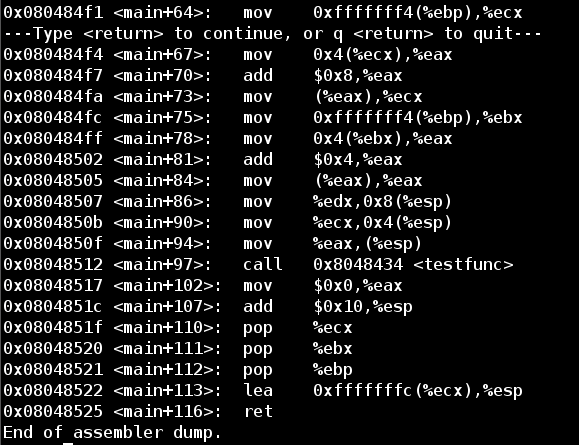 0x080484f1 <main+64>: mov 0xfffffff4(%ebp),%ecx
---Type <return> to continue, or q <return> to quit---
0x080484f4 <main+67>: mov 0x4(%ecx),%eax
0x080484f7 <main+70>: add $0x8,%eax
0x080484fa <main+73>: mov (%eax),%ecx
0x080484fc <main+75>: mov 0xfffffff4(%ebp),%ebx
0x080484ff <main+78>: mov 0x4(%ebx),%eax
0x08048502 <main+81>: add $0x4,%eax
0x08048505 <main+84>: mov (%eax),%eax
0x08048507 <main+86>: mov %edx,0x8(%esp)
0x0804850b <main+90>: mov %ecx,0x4(%esp)
0x0804850f <main+94>: mov %eax,(%esp)
0x08048512 <main+97>: call 0x8048434 <testfunc>
0x08048517 <main+102>: mov $0x0,%eax
0x0804851c <main+107>: add $0x10,%esp
0x0804851f <main+110>: pop %ecx
0x08048520 <main+111>: pop %ebx
0x08048521 <main+112>: pop %ebp
0x08048522 <main+113>: lea 0xfffffffc(%ecx),%esp
0x08048525 <main+116>: ret
End of assembler dump.